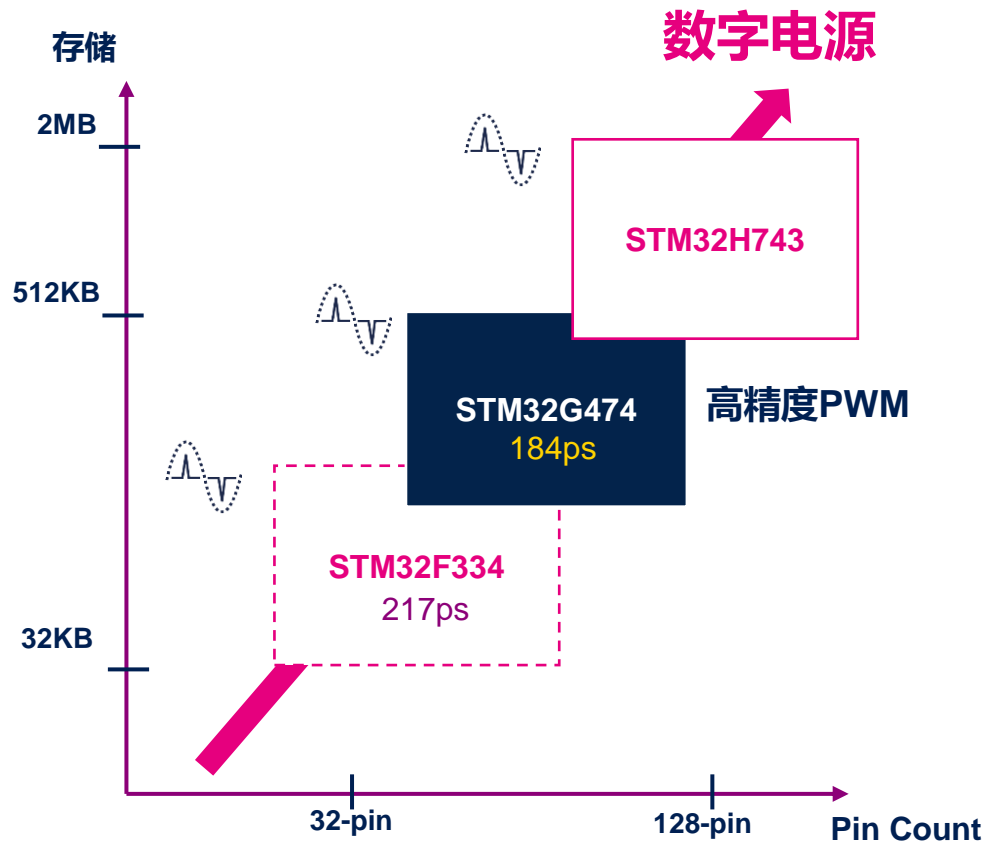 数字电源
存储
2MB
STM32H743
512KB
STM32G474
184ps
高精度PWM
STM32F334
217ps
32KB
32-pin
128-pin
Pin Count